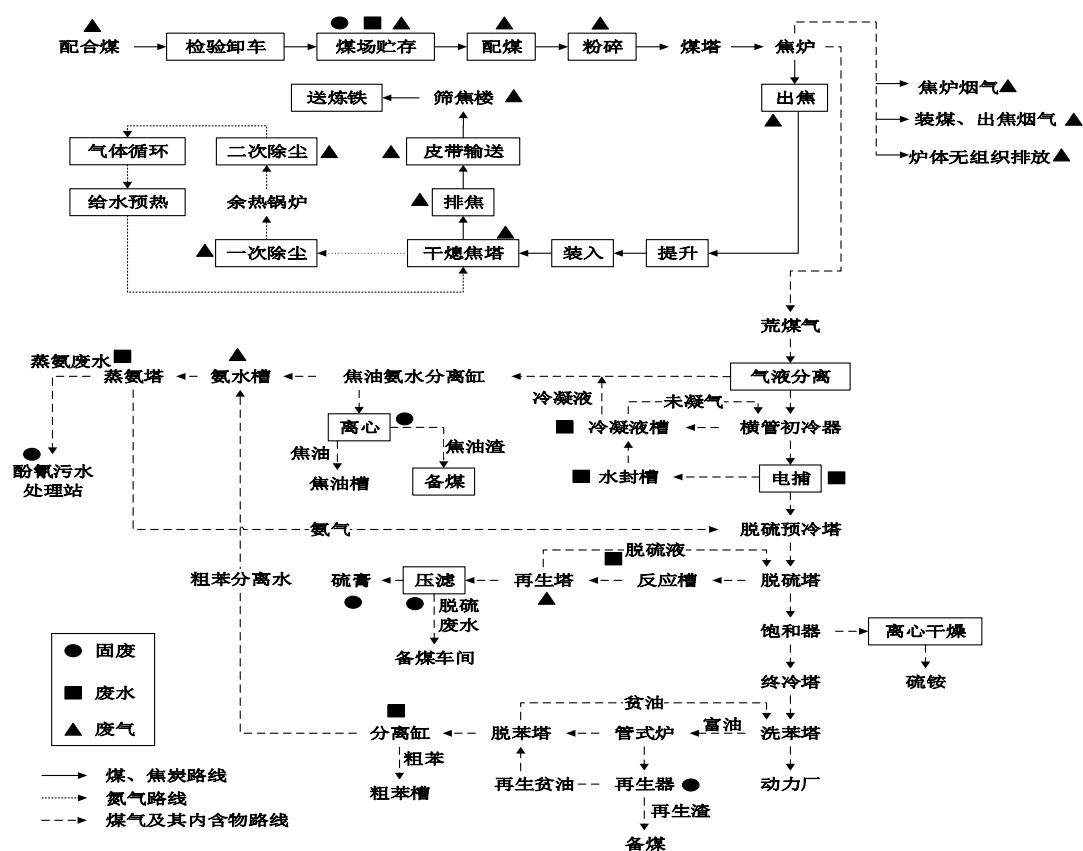 配合煤
检验卸车
煤场贮存
配煤
粉碎
煤塔
焦炉
送炼铁
筛焦楼
出焦
焦炉烟气
装煤、出焦烟气
炉体无组织排放
气体循环
二次除尘
皮带输送
给水预热
余热锅炉
排焦
一次除尘
干熄焦塔
装入
提升
荒煤气
蒸氨废水
蒸氨塔
氨水槽
焦油氨水分离缸
气液分离
冷凝液
未凝气
离心
冷凝液槽
横管初冷器
焦油
焦油渣
酚氰污水
处理站
焦油槽
备煤
水封槽
电捕
氨气
脱硫预冷塔
脱硫液
粗苯分离水
硫膏
压滤
再生塔
反应槽
脱硫塔
脱硫
废水
备煤车间
饱和器
离心干燥
固废
终冷塔
硫铵
废水
贫油
废气
分离缸
脱苯塔
管式炉
富油
洗苯塔
粗苯
煤、焦炭路线
粗苯槽
再生贫油
再生器
动力厂
氮气路线
再生渣
煤气及其内含物路线
备煤